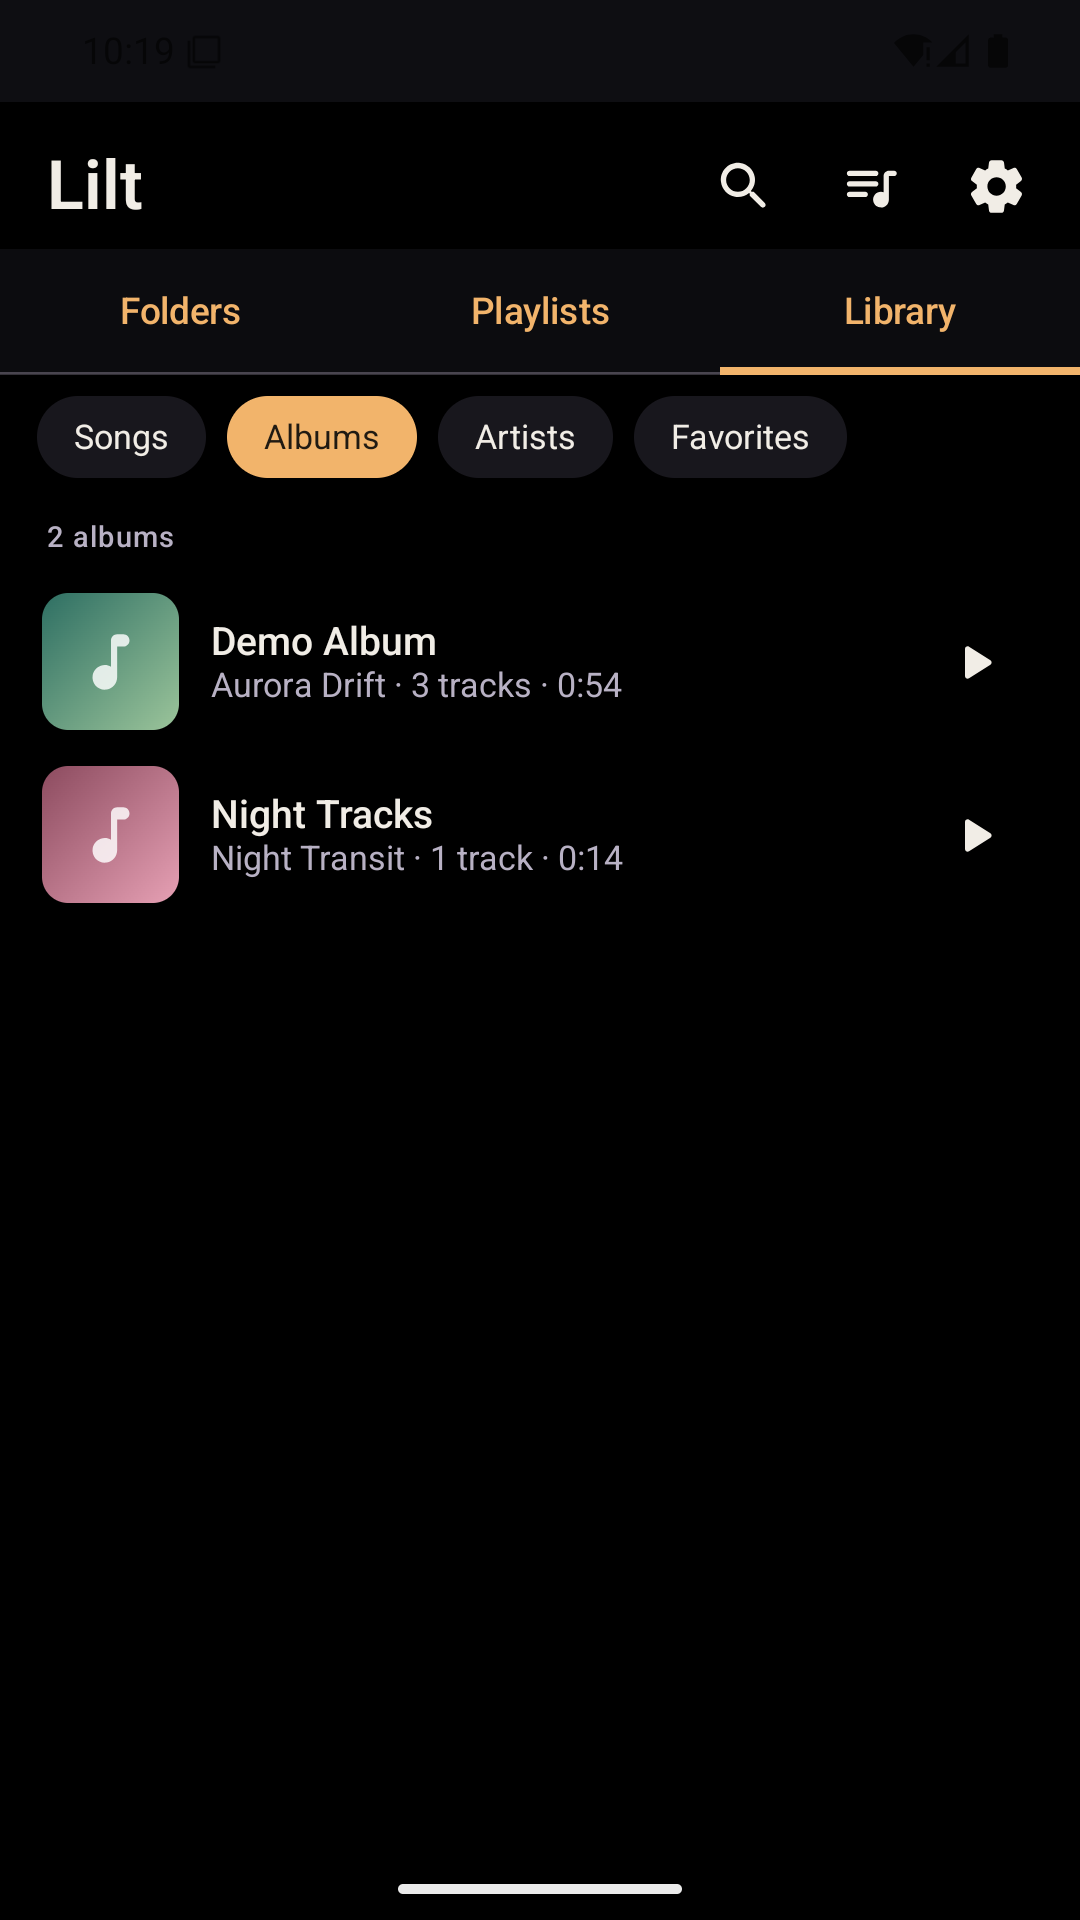 10:19
Lilt
Folders
Playlists
Library
Songs
Albums
Artists
Favorites
2 albums
Demo Album
Aurora Drift · 3 tracks · 0:54
Night Tracks
Night Transit · 1 track · 0:14